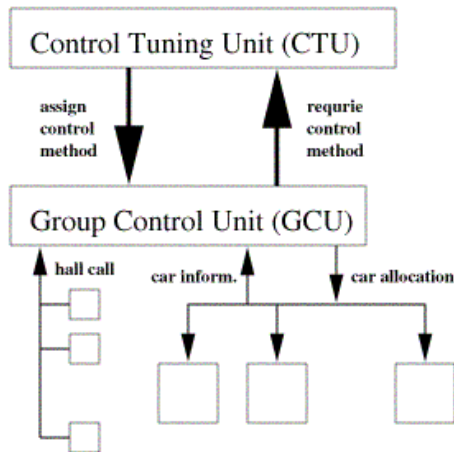 Control Tuning Unit (CTU)
assign
control
method
requrie
control
method
Group Control Unit (GCU)
hall call
car inform.
car allocation